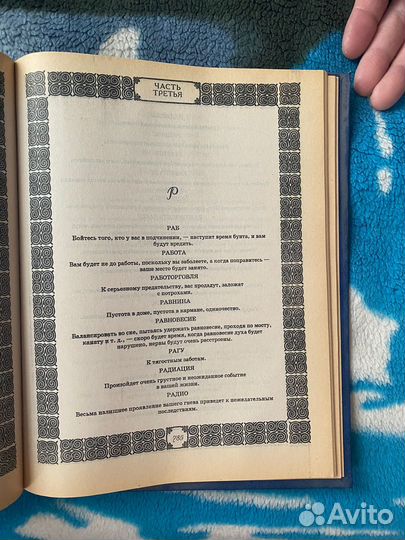 ЧАСТЬ
ТРЕТЬЯ
Р
РАБ
Бойтесь того, кто у вас в подчинении, — наступит время бунта, и вам
будут вредить.
РАБОТА
Вам будет не до работы, поскольку вы заболеете, а когда поправитесь —
ваше место будет занято.
РАБОТОРГОВЛЯ
К серьезному предательству, вас продадут, заложат
с потрохами.
РАВНИНА
Пустота в доме, пустота в кармане, одиночество.
РАВНОВЕСИЕ
Балансировать во сне, пытаясь удержать равновесие, проходя по мосту,
канату и т. д., — скоро будет время, когда равновесие духа будет
нарушено, нервы будут очень расстроены.
РАГУ
К тягостным заботам.
РАДИАЦИЯ
Произойдет очень грустное и неожиданное событие
в вашей жизни.
РАДИО
Весьма излишнее проявление вашего гнева приведет к нежелательным
последствиям.
785
Avito